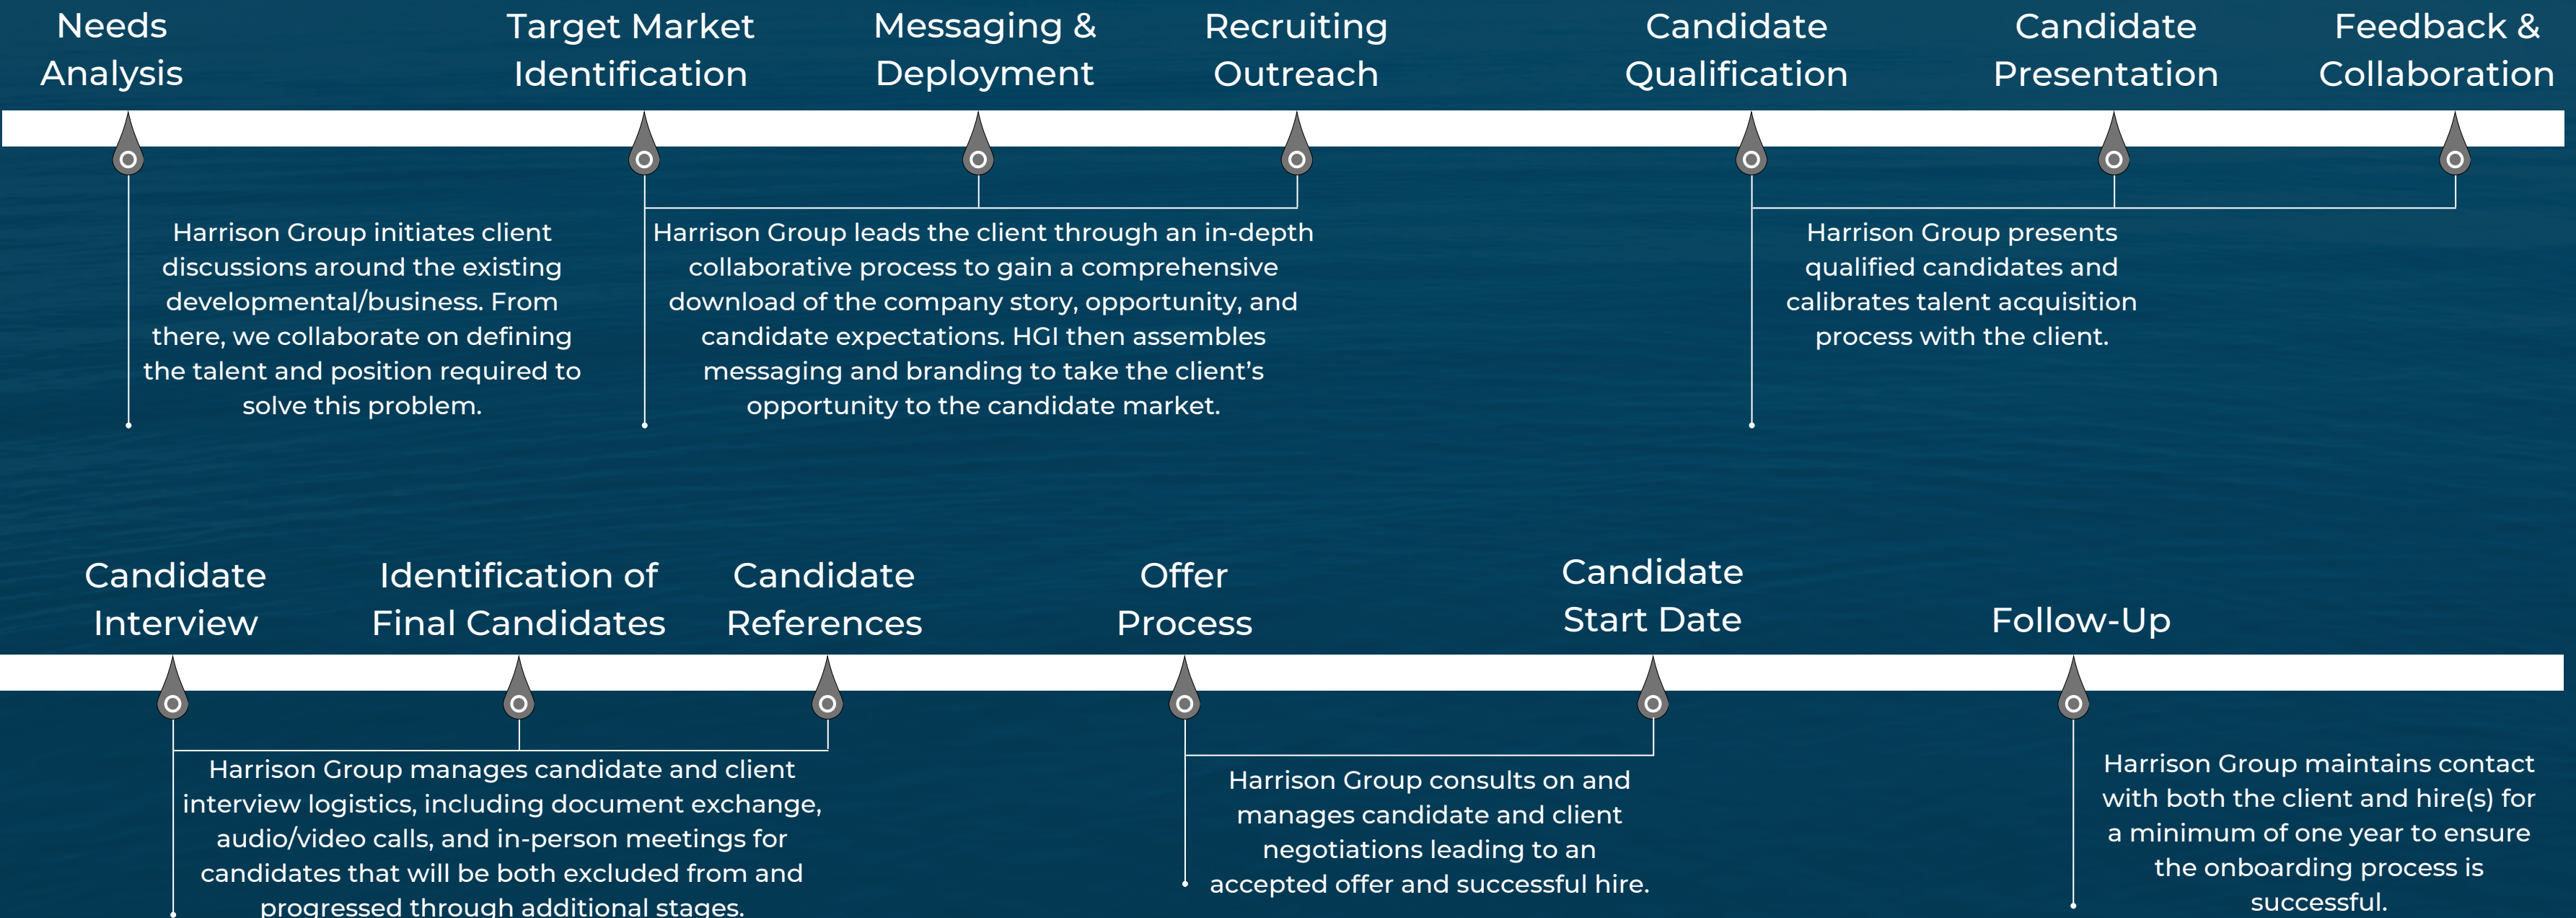 Needs
Analysis
Target Market
Identification
Messaging &
Deployment
Recruiting
Outreach
Candidate
Qualification
Candidate
Presentation
Feedback &
Collaboration
Harrison Group initiates client
discussions around the existing
developmental/business. From
there, we collaborate on defining
the talent and position required to
solve this problem.
Harrison Group leads the client through an in-depth
collaborative process to gain a comprehensive
download of the company story, opportunity, and
candidate expectations. HGI then assembles
messaging and branding to take the client’s
opportunity to the candidate market.
Harrison Group presents
qualified candidates and
calibrates talent acquisition
process with the client.
Candidate
Interview
Identification of
Final Candidates
Candidate
References
Offer
Process
Candidate
Start Date
Follow-Up
Harrison Group manages candidate and client
interview logistics, including document exchange,
audio/video calls, and in-person meetings for
candidates that will be both excluded from and
progressed through additional stages.
Harrison Group consults on and
manages candidate and client
negotiations leading to an
accepted offer and successful hire.
Harrison Group maintains contact
with both the client and hire(s) for
a minimum of one year to ensure
the onboarding process is
successful.